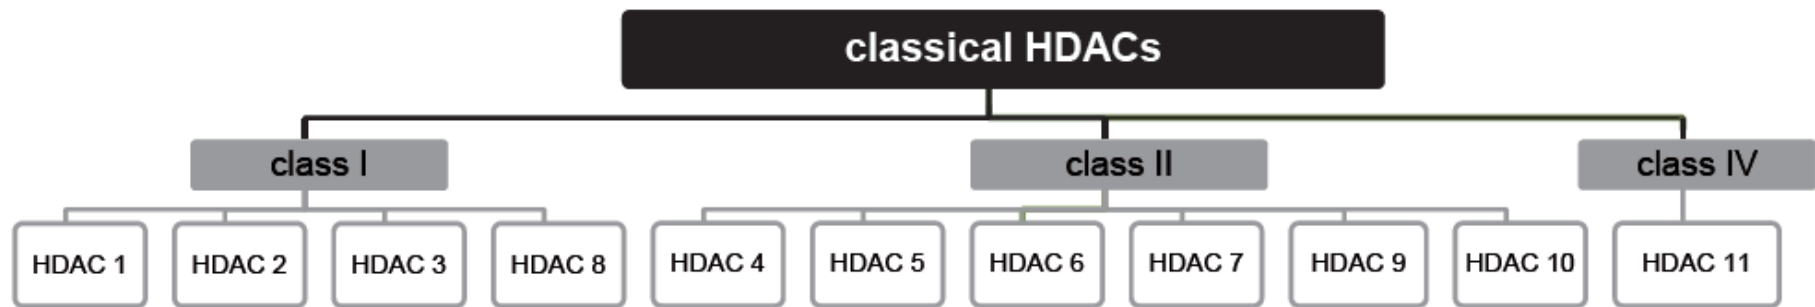 classical HDACs
class I
class II
class IV
HDAC 1
HDAC 2
HDAC 3
HDAC 8
HDAC 4
HDAC 5
HDAC 6
HDAC 7
HDAC 9
HDAC 10
HDAC 11